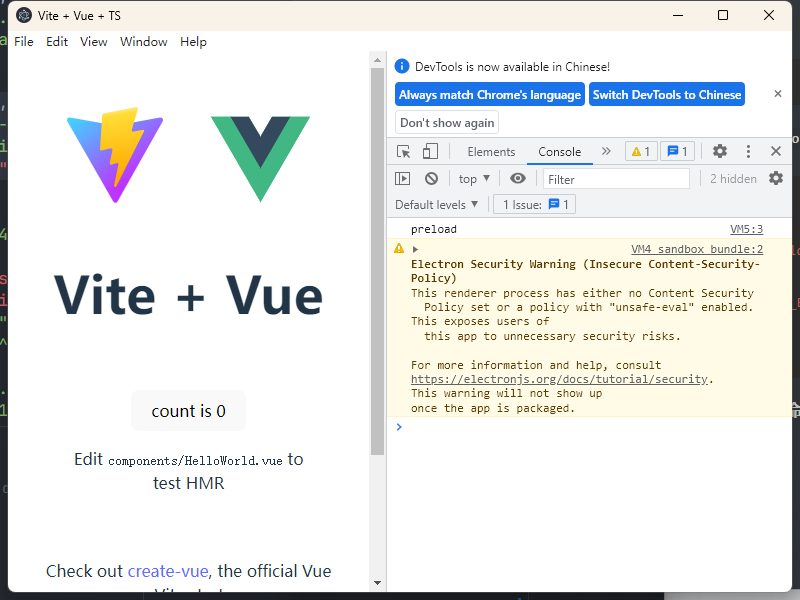 Vite + Vue + TS
File Edit View Window Help
Vite + Vue
count is 0
Edit components/HelloWorld.vue to
test HMR
Check out create-vue, the official Vue
DevTools is now available in Chinese!
Always match Chrome's language Switch DevTools to Chinese
Don't show again
Elements Console 1 1
top Filter 2 hidden
Default levels 1 Issue: 1
preload VM5:3
VM4 sandbox bundle:2
Electron Security Warning (Insecure Content-Security-
Policy)
This renderer process has either no Content Security
Policy set or a policy with "unsafe-eval" enabled.
This exposes users of
this app to unnecessary security risks.
For more information and help, consult
https://electronjs.org/docs/tutorial/security.
This warning will not show up
once the app is packaged.